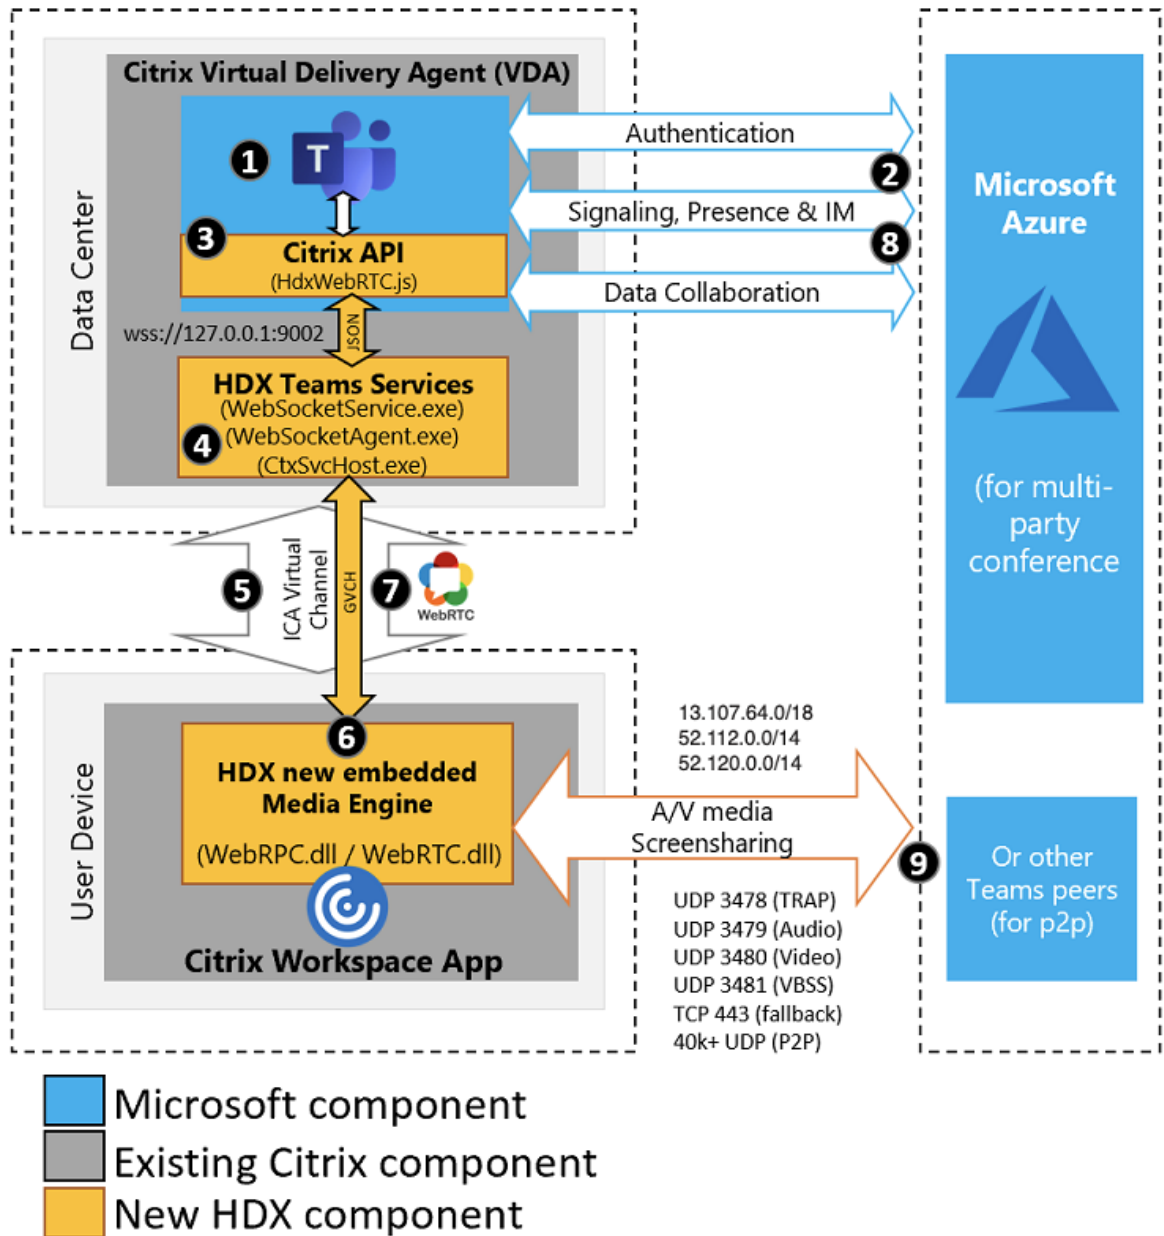 Citrix Virtual Delivery Agent (VDA)
T
1
3
Citrix API
(HdxWebRTC.js)
wss://127.0.0.1:9002
JSON
HDX Teams Services
(WebSocketService.exe)
(WebSocketAgent.exe)
(CtxSvcHost.exe)
4
Data Center
Authentication
2
Signaling, Presence & IM
8
Data Collaboration
Microsoft
Azure
(for multi-
party
conference
5
ICA Virtual
Channel
GVCH
7
WebRTC
6
HDX new embedded
Media Engine
(WebRPC.dll / WebRTC.dll)
Citrix Workspace App
User Device
13.107.64.0/18
52.112.0.0/14
52.120.0.0/14
A/V media
Screensharing
9
UDP 3478 (TRAP)
UDP 3479 (Audio)
UDP 3480 (Video)
UDP 3481 (VBSS)
TCP 443 (fallback)
40k+ UDP (P2P)
Or other
Teams peers
(for p2p)
Microsoft component
Existing Citrix component
New HDX component